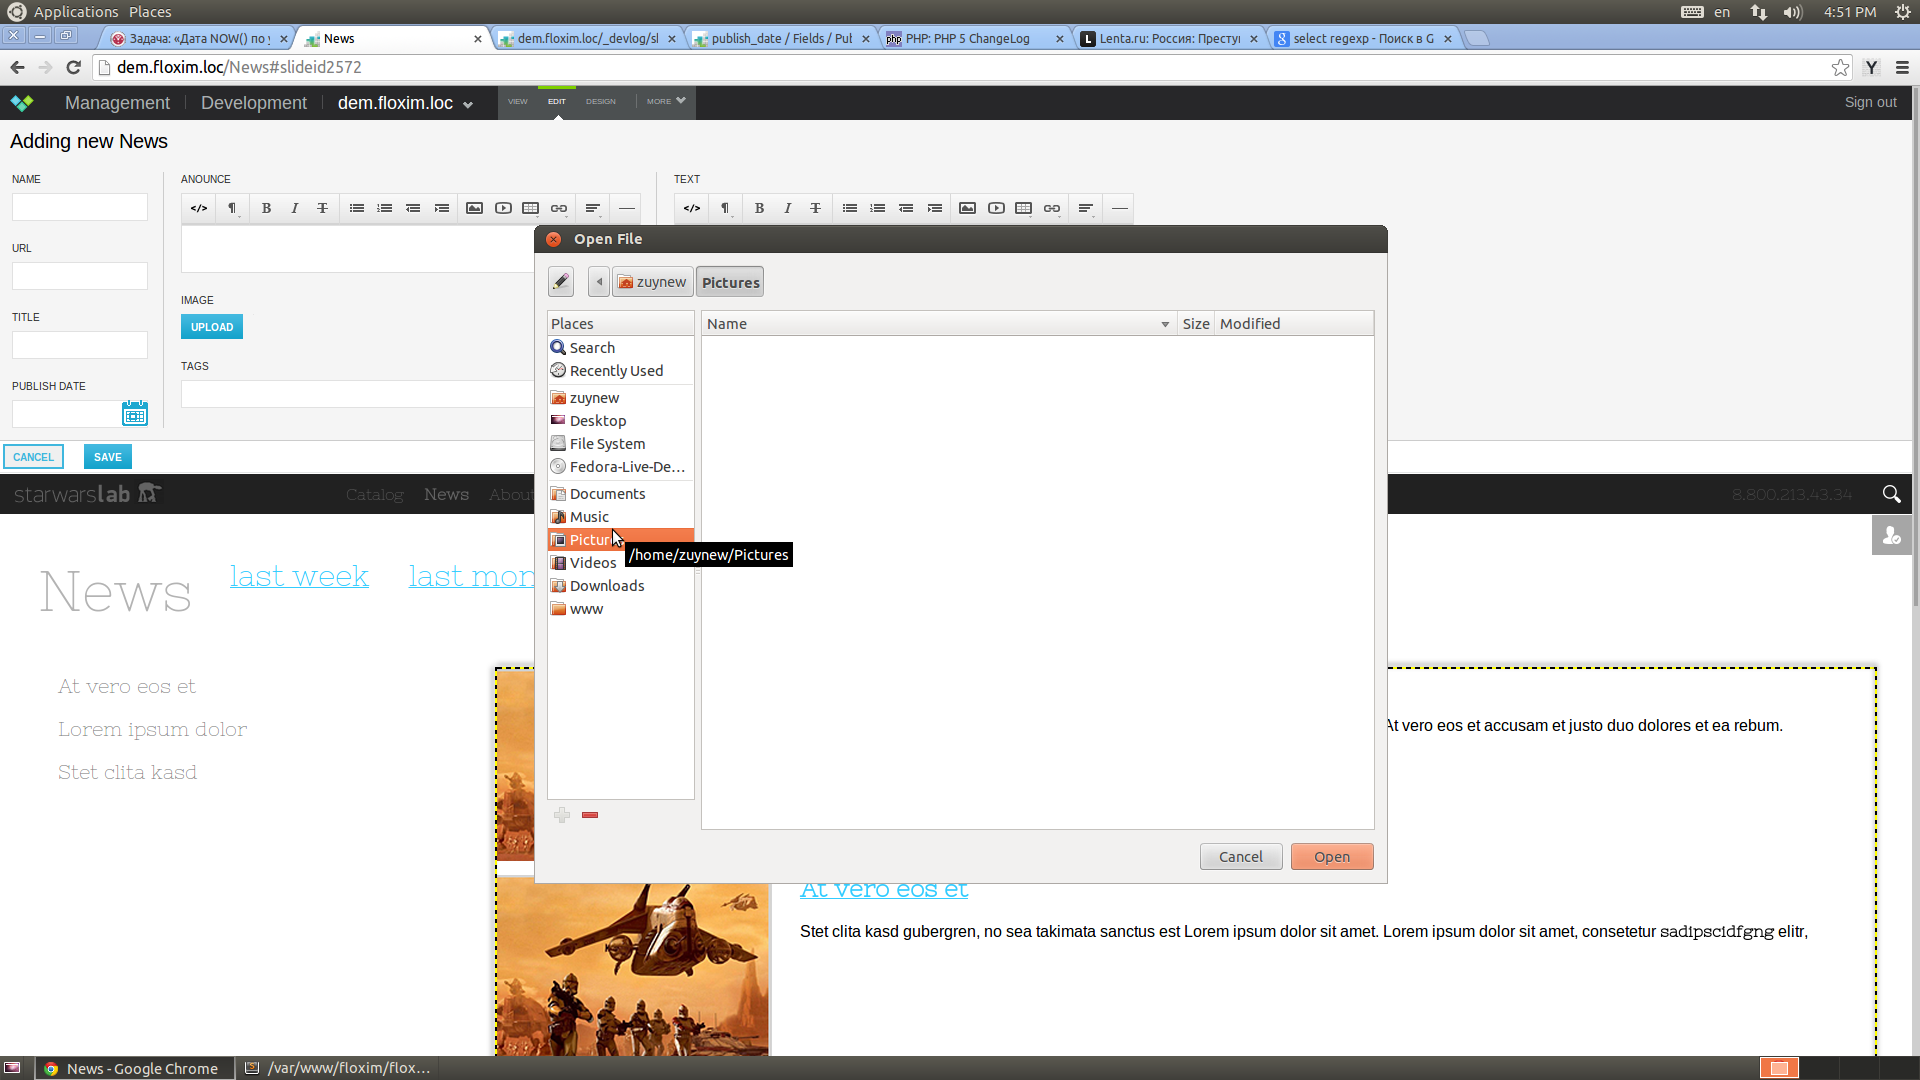 Applications Places en 4:51 PM
Задача: «Дата NOW() по у
News
dem.floxim.loc/_devlog/sl
publish_date / Fields / Pub
PHP: PHP 5 ChangeLog
Lenta.ru: Россия: Престуг
select regexp - Поиск в G
dem.floxim.loc/News#slideid2572
Management Development dem.floxim.loc VIEW EDIT DESIGN MORE Sign out
Adding new News
NAME
URL
TITLE
PUBLISH DATE
ANOUNCE
IMAGE
UPLOAD
TAGS
TEXT
CANCEL SAVE
Open File
zuynew Pictures
Places
Search
Recently Used
zuynew
Desktop
File System
Fedora-Live-De...
Documents
Music
Pictur
/home/zuynew/Pictures
Videos
Downloads
www
Name Size Modified
Cancel Open
starwarslab Catalog News About 8.800.213.43.34
News last week last mon
At vero eos et
Lorem ipsum dolor
Stet clita kasd
At vero eos et accusam et justo duo dolores et ea rebum.
At vero eos et
Stet clita kasd gubergren, no sea takimata sanctus est Lorem ipsum dolor sit amet. Lorem ipsum dolor sit amet, consetetur sadipscidfgng elitr,
News - Google Chrome /var/www/floxim/flox...